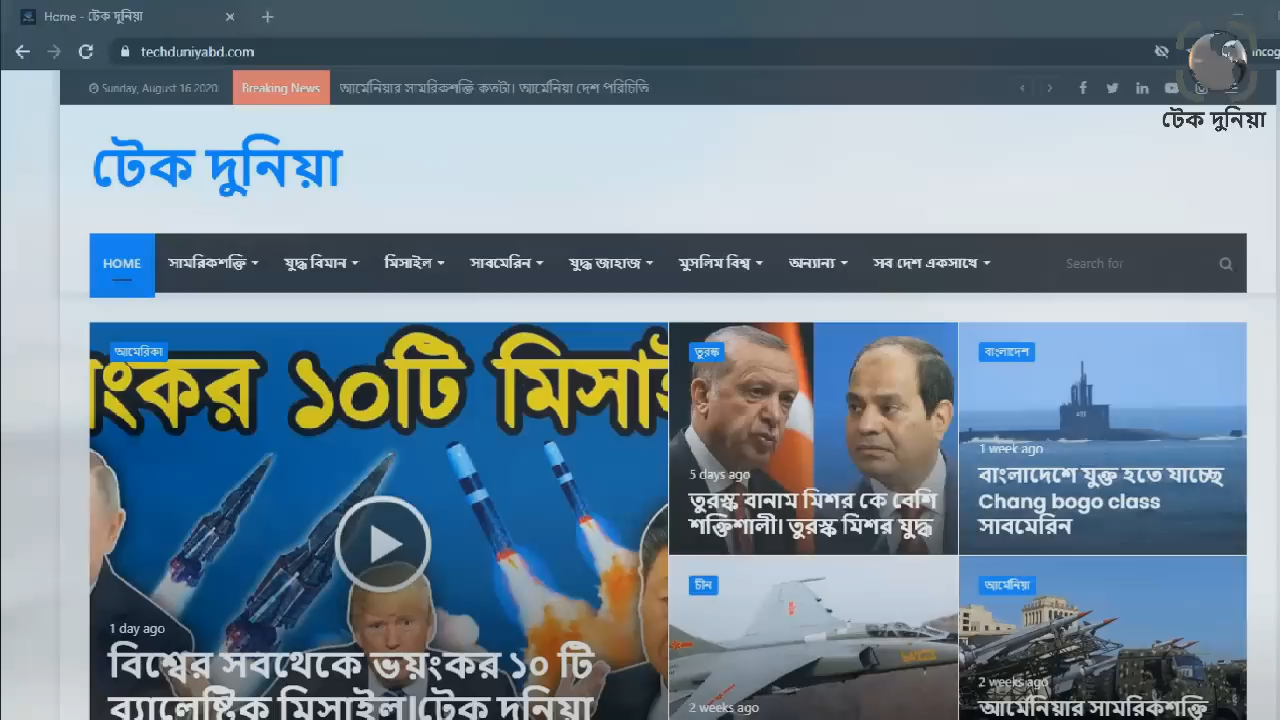 Home - টেক দুনিয়া
techduniyabd.com
Sunday, August 16 2020
Breaking News
আর্মেনিয়ার সামরিকশক্তি কতটা। আর্মেনিয়া দেশ পরিচিতি
টেক দুনিয়া
টেক দুনিয়া
HOME
সামরিকশক্তি
যুদ্ধ বিমান
মিসাইল
সাবমেরিন
যুদ্ধ জাহাজ
মুসলিম বিশ্ব
অন্যান্য
সব দেশ একসাথে
Search for
আমেরিকা
ংকর ১০টি মিসাই
1 day ago
বিশ্বের সবথেকে ভয়ংকর ১০ টি
ব্যালেষ্টিক মিসাইল।টেক দুনিয়া
তুরস্ক
5 days ago
তুরস্ক বানাম মিশর কে বেশি
শক্তিশালী। তুরস্ক মিশর যুদ্ধ
বাংলাদেশ
1 week ago
বাংলাদেশে যুক্ত হতে যাচ্ছে
Chang bogo class
সাবমেরিন
চীন
2 weeks ago
আর্মেনিয়া
2 weeks ago
আর্মেনিয়ার সামরিকশক্তি